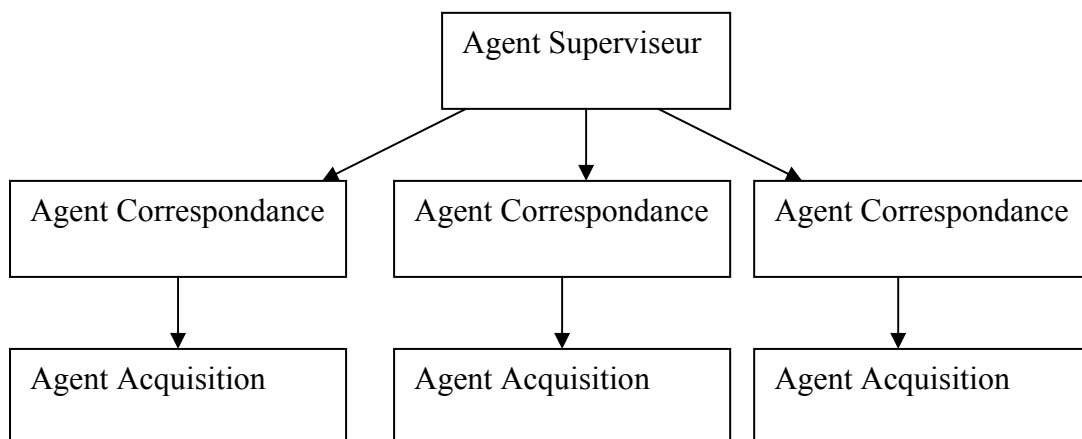 Agent Superviseur
Agent Correspondance
Agent Correspondance
Agent Correspondance
Agent Acquisition
Agent Acquisition
Agent Acquisition